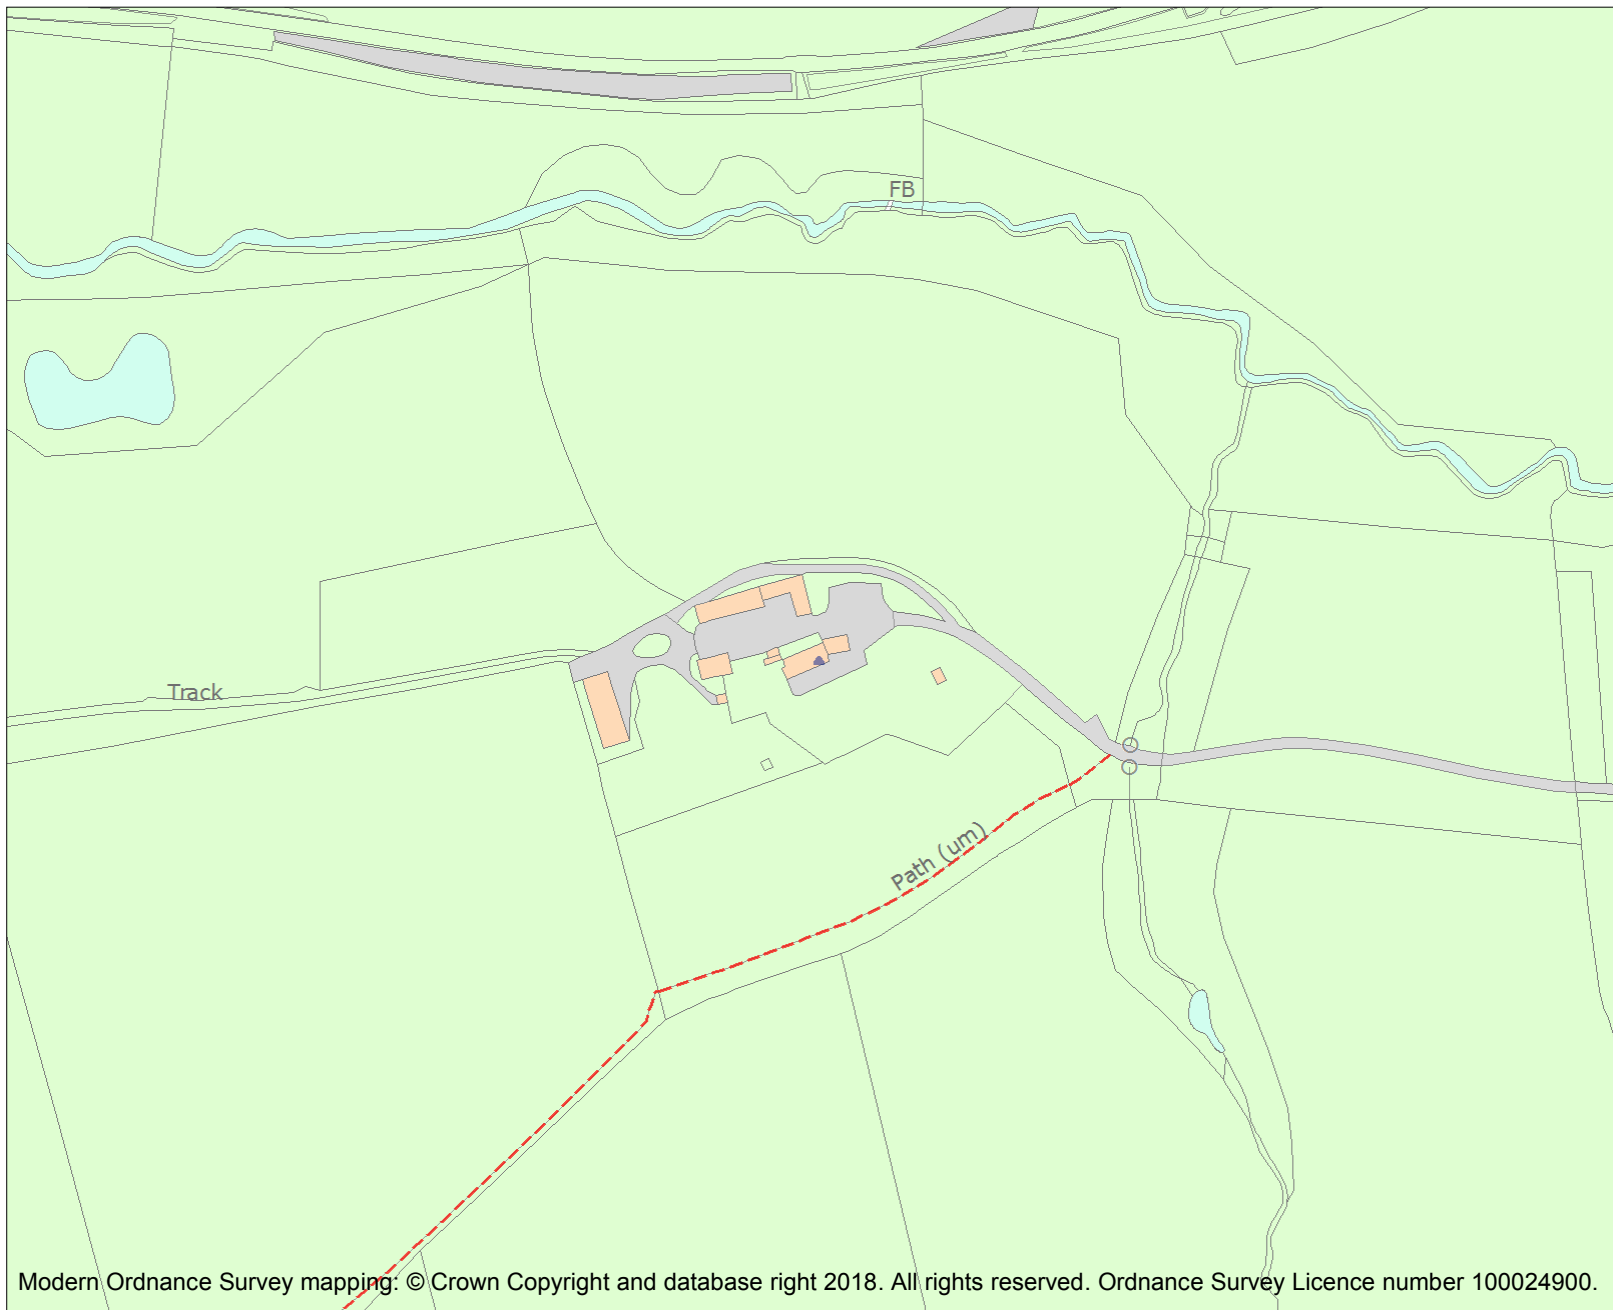 FB
Track
Path (um)
Modern Ordnance Survey mapping: © Crown Copyright and database right 2018. All rights reserved. Ordnance Survey Licence number 100024900.